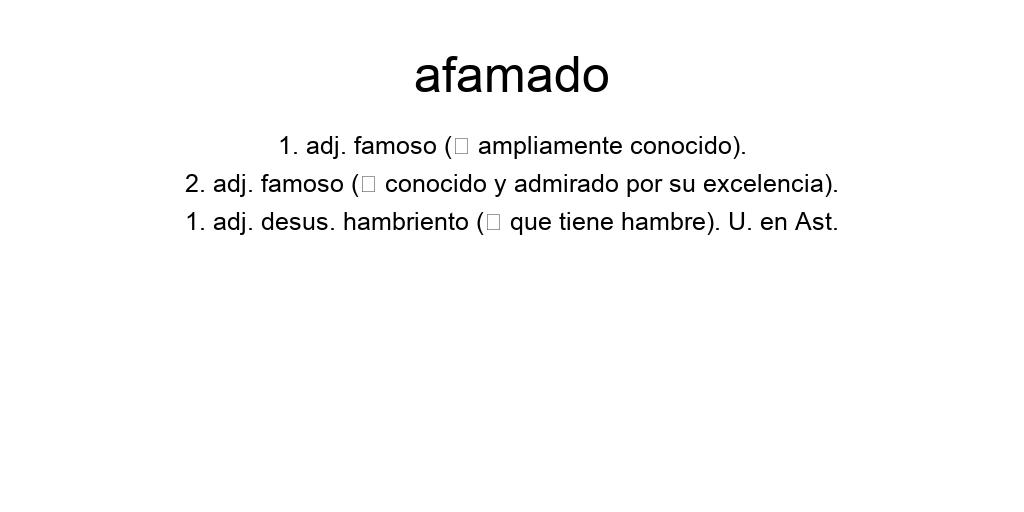 afamado
1. adj. famoso (▯ ampliamente conocido).
2. adj. famoso (▯ conocido y admirado por su excelencia).
1. adj. desus. hambriento (▯ que tiene hambre). U. en Ast.